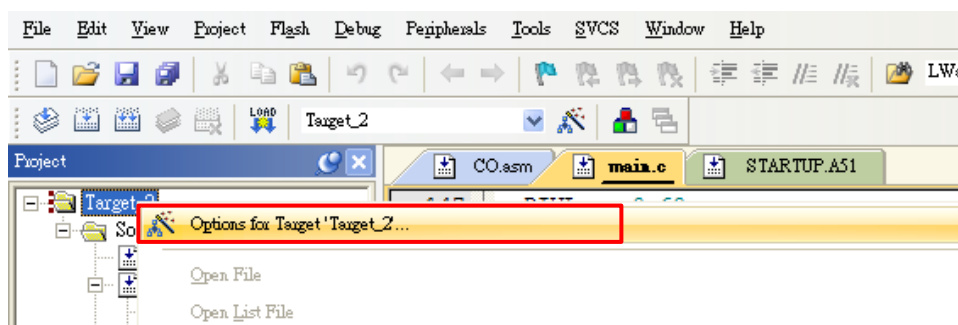 File Edit View Project Flash Debug Peripherals Tools SVCS Window Help
LOAD Target_2
Project CO.asm main.c STARTUP.A51
Target_2
So Options for Target 'Target_2'...
Open File
Open List File